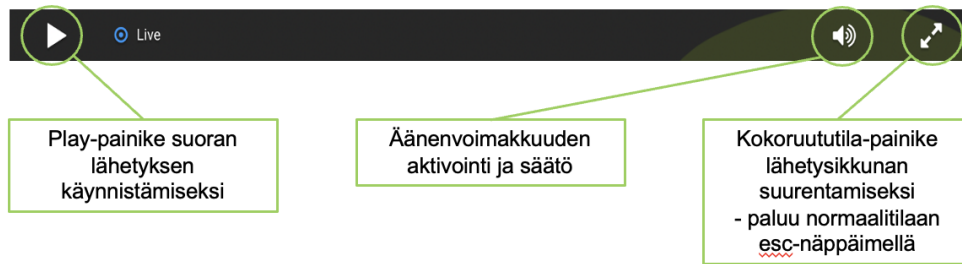 Live
Play-painike suoran
lähetyksen
käynnistämiseksi
Äänenvoimakkuuden
aktivointi ja säätö
Kokoruututila-painike
lähetysikkunan
suurentamiseksi
- paluu normaalitilaan
esc-näppäimellä